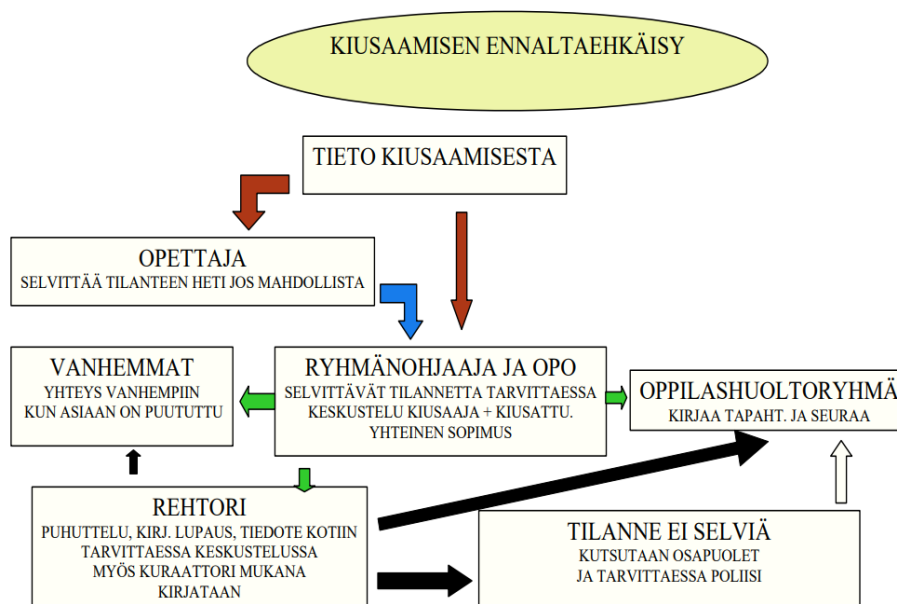 KIUSAAMISEN ENNALTAEHKÄISY
TIETO KIUSAAMISESTA
OPETTAJA
SELVITTÄÄ TILANTEEN HETI JOS MAHDOLLISTA
VANHEMMAT
YHTEYS VANHEMPIIN
KUN ASIAAN ON PUUTUTTU
RYHMÄNOHJAAJA JA OPO
SELVITTÄVÄT TILANNETTA TARVITTAESSA
KESKUSTELU KIUSAAJA + KIUSATTU.
YHTEINEN SOPIMUS
OPPILASHUOLTORYHMÄ
KIRJAA TAPAHT. JA SEURAA
REHTORI
PUHUTTELU, KIRJ. LUPAUS, TIEDOTE KOTIIN
TARVITTAESSA KESKUSTELUSSA
MYÖS KURAATTORI MUKANA
KIRJATAAN
TILANNE EI SELVIÄ
KUTSUTAAN OSAPUOLET
JA TARVITTAESSA POLIISI